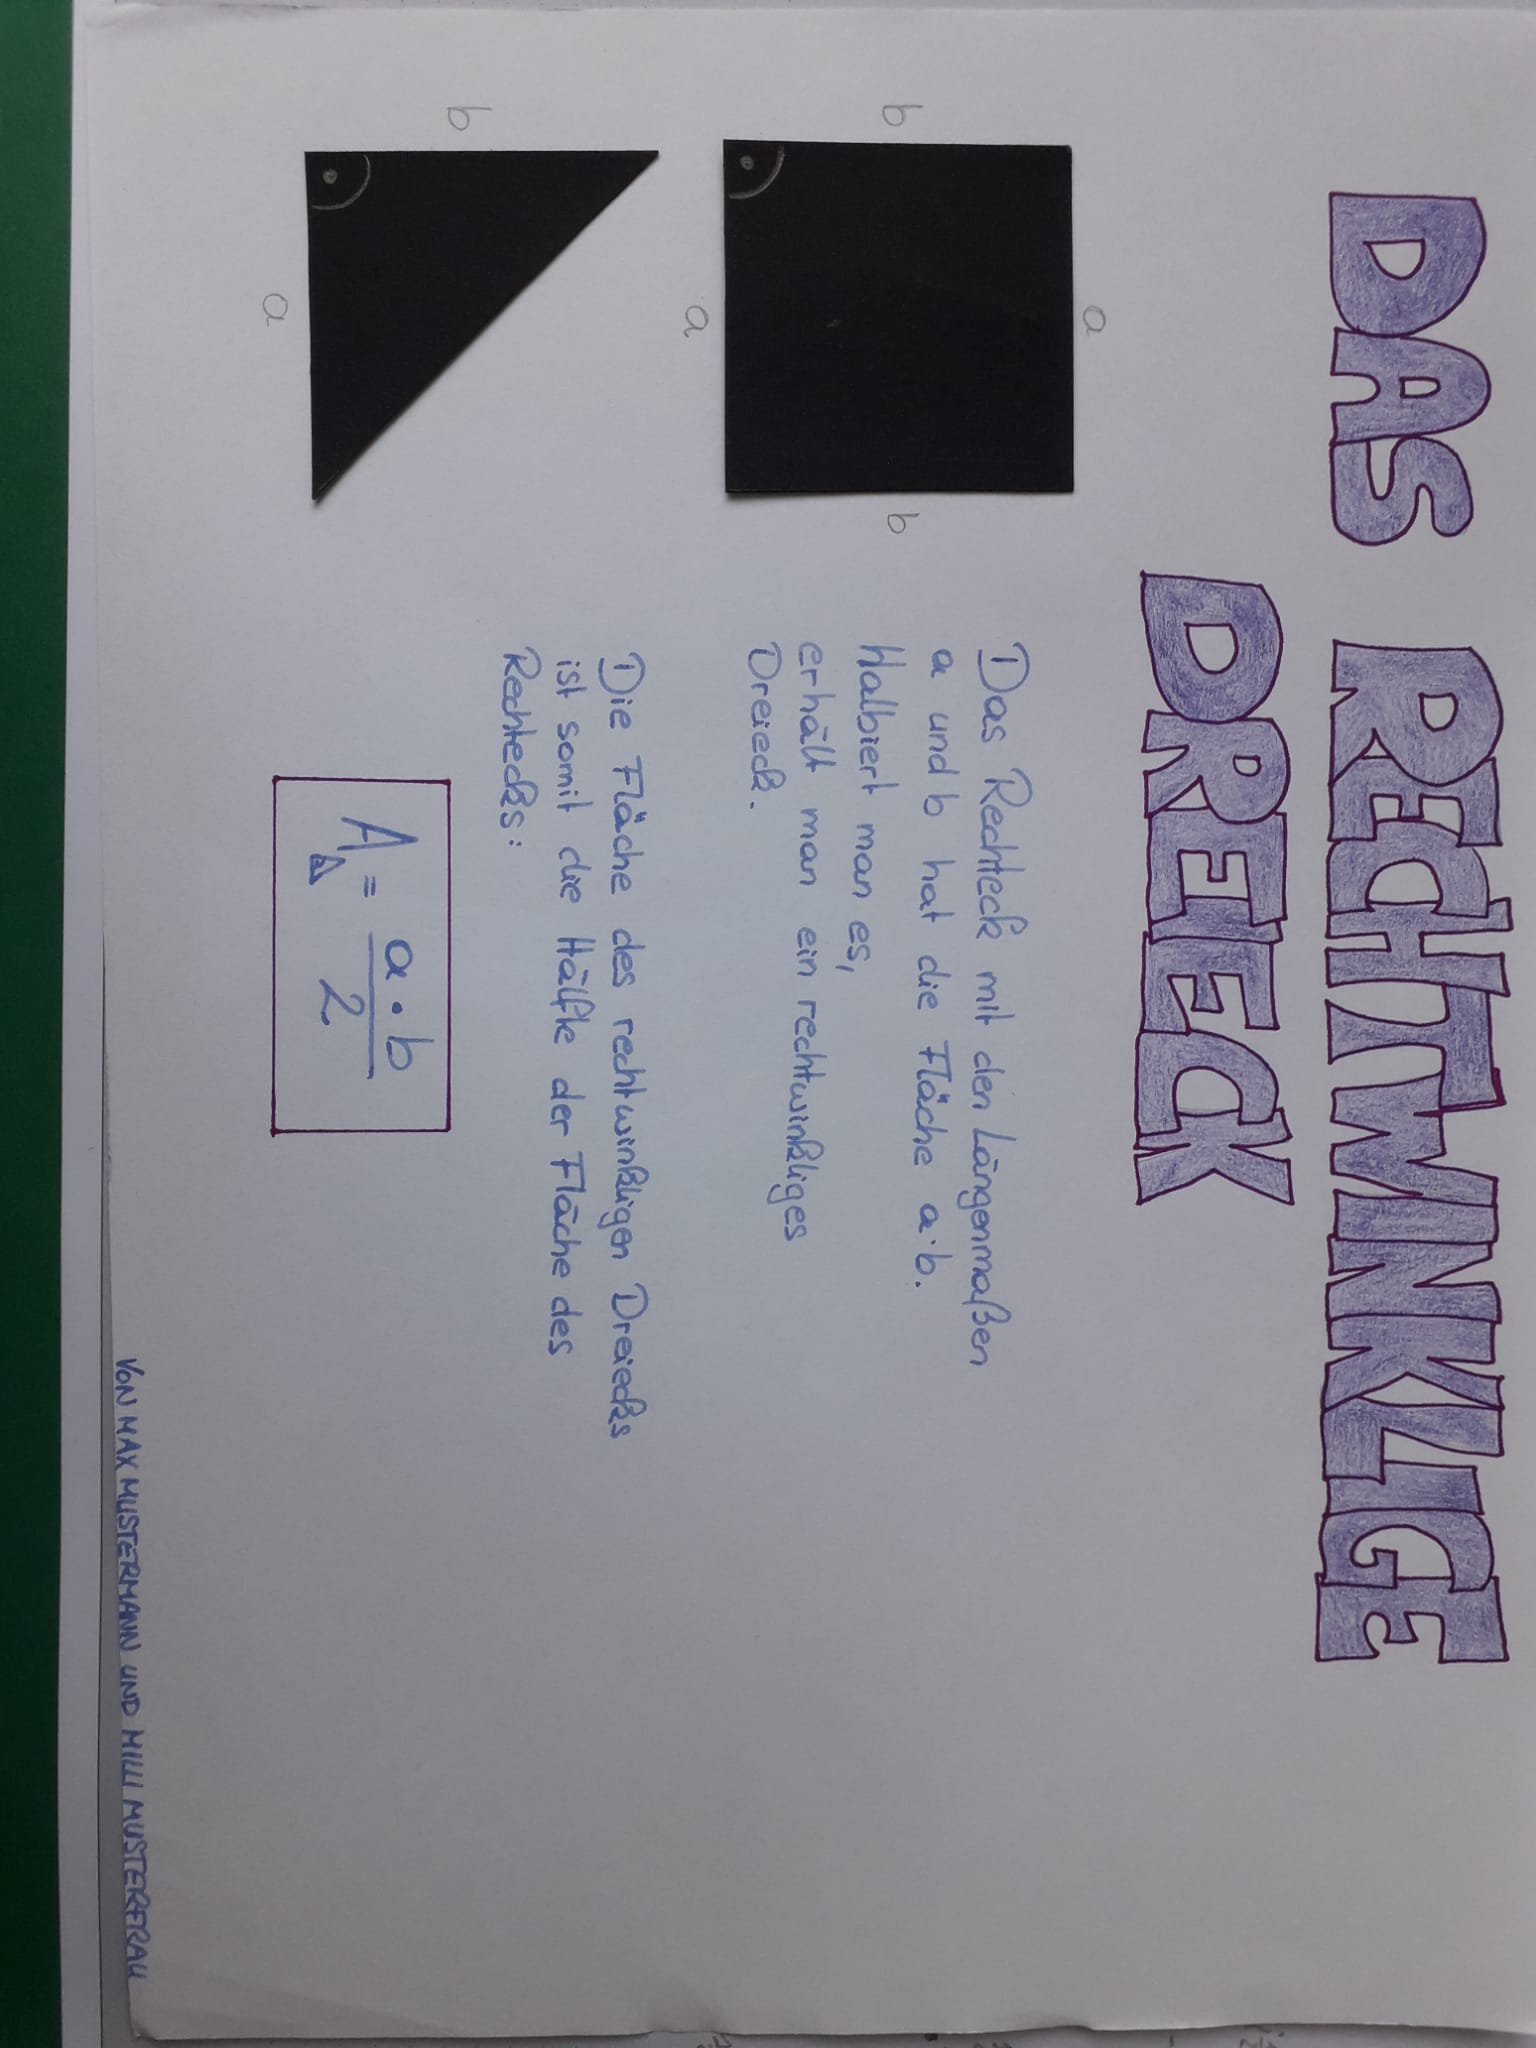 DAS RECHTWINKLIGE
DREIECK
a
b
b
a
Das Rechteck mit den Längenmaßen
a und b hat die Fläche a·b.
Halbiert man es,
erhält man ein rechtwinkliges
Dreieck.
b
a
Die Fläche des rechtwinkligen Dreiecks
ist somit die Hälfte der Fläche des
Rechtecks:
A△ = a·b
2
VON MAX MUSTERMANN UND MILLI MUSTERFRAU